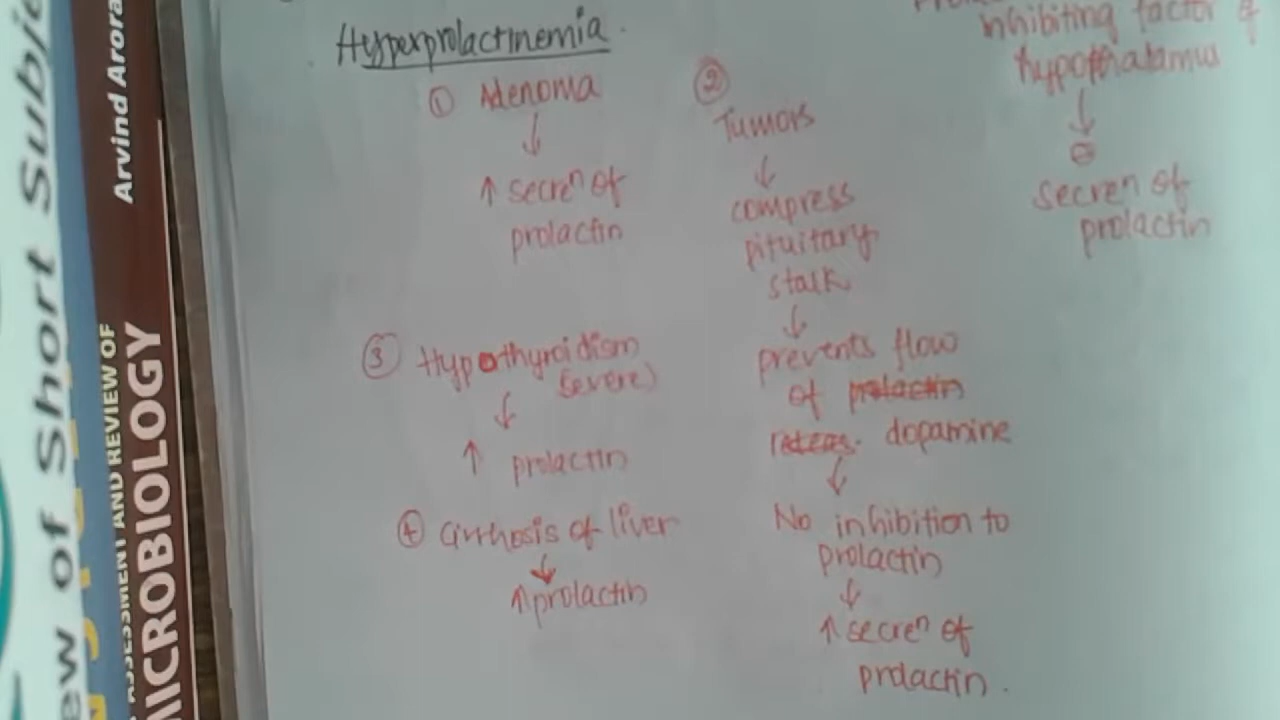 ew of Short Subje
ASSESSMENT AND REVIEW OF
MICROBIOLOGY
Arvind Arora
Hyperprolactinemia.
① Adenoma
↓
↑ secreⁿ of
prolactin
②
Tumors
↓
compress
pituitary
stalk
↓
prevents flow
of prolactin
dopamine
↓
No inhibition to
prolactin
↓
↑ secreⁿ of
prolactin.
③ Hypothyroidism
(severe)
↓
↑ prolactin
④ Cirrhosis of liver
↓
↑ prolactin
inhibiting factor of
hypothalamus
↓
⊖
secreⁿ of
prolactin